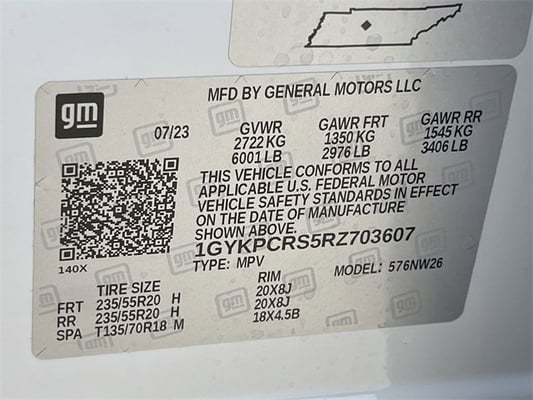 gm
MFD BY GENERAL MOTORS LLC
07/23
GVWR GAWR FRT GAWR RR
2722 KG 1350 KG 1545 KG
6001 LB 2976 LB 3406 LB
THIS VEHICLE CONFORMS TO ALL
APPLICABLE U.S. FEDERAL MOTOR
VEHICLE SAFETY STANDARDS IN EFFECT
ON THE DATE OF MANUFACTURE
SHOWN ABOVE.
1GYKPCRS5RZ703607
140X
TYPE: MPV MODEL: 576NW26
TIRE SIZE RIM
FRT 235/55R20 H 20X8J
RR 235/55R20 H 20X8J
SPA T135/70R18 M 18X4.5B